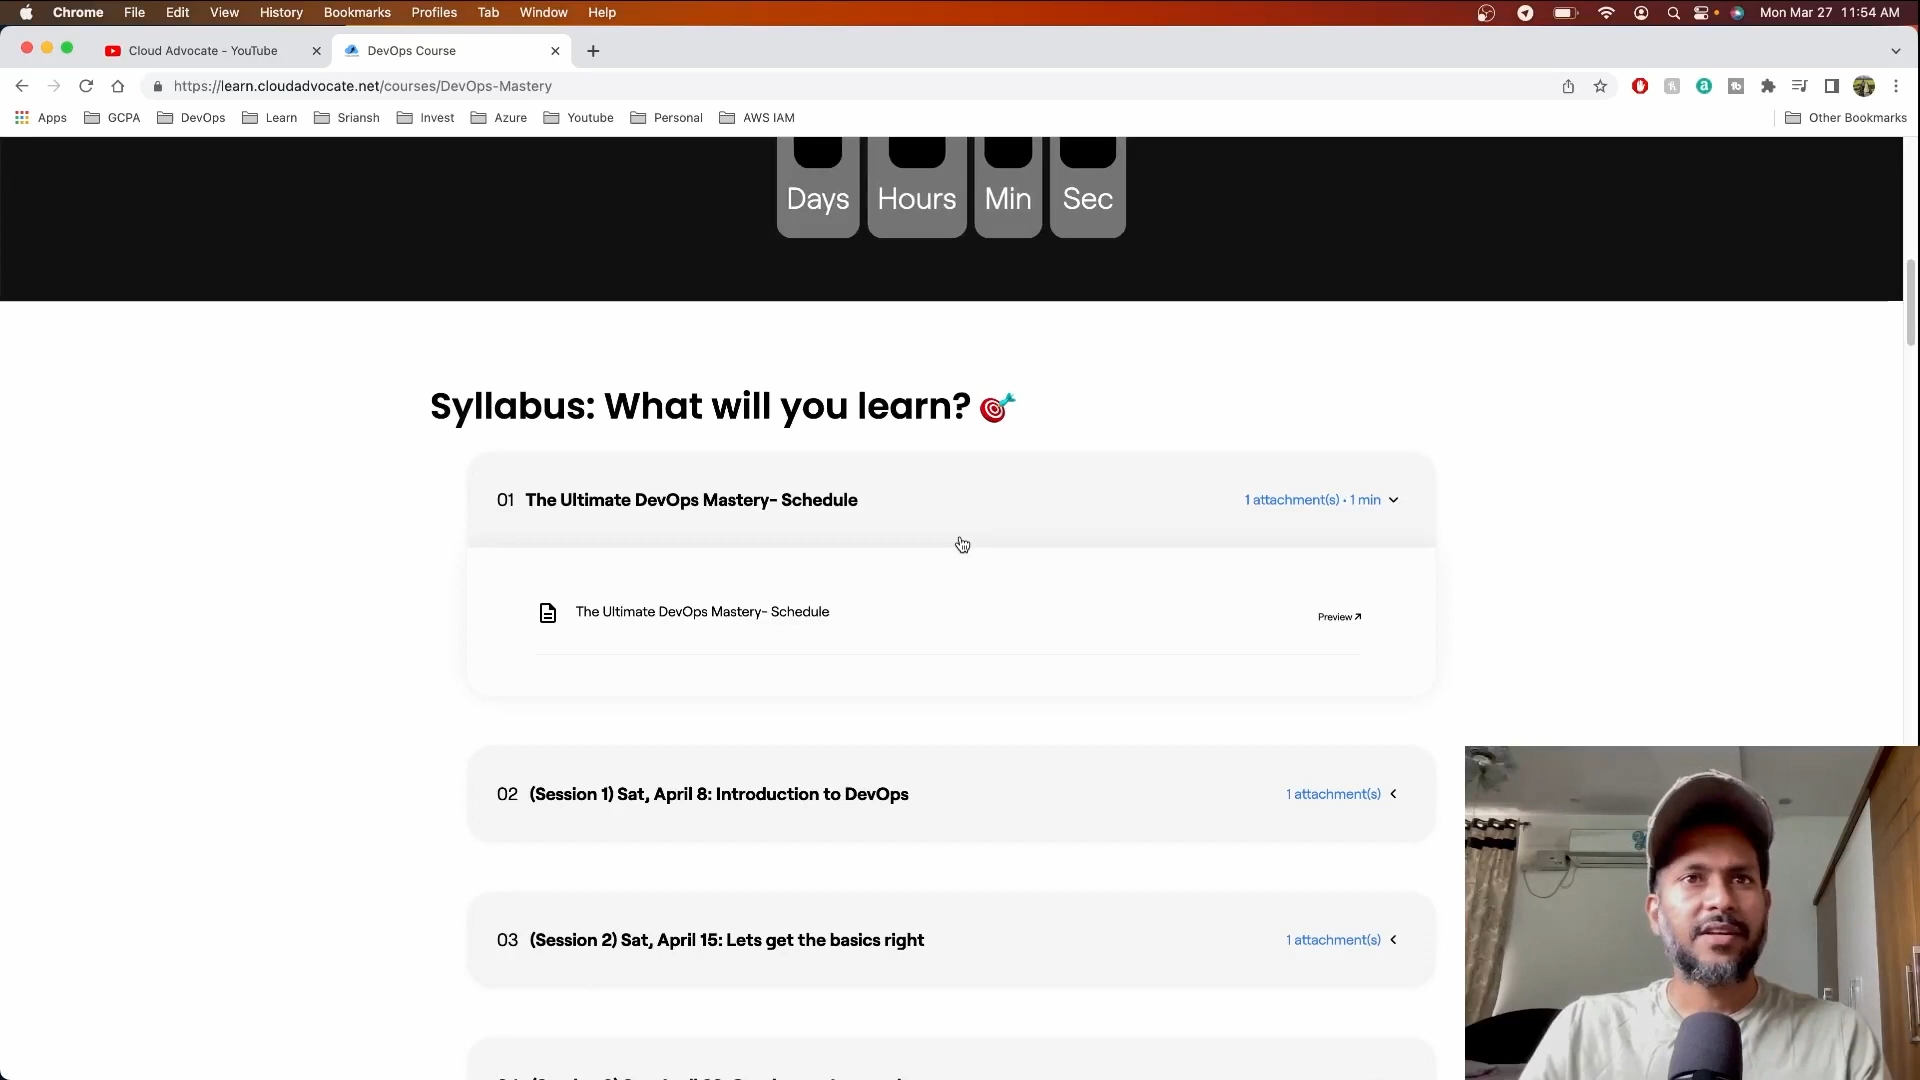 Chrome File Edit View History Bookmarks Profiles Tab Window Help Mon Mar 27 11:54 AM
Cloud Advocate - YouTube DevOps Course
https://learn.cloudadvocate.net/courses/DevOps-Mastery
Apps GCPA DevOps Learn Sriansh Invest Azure Youtube Personal AWS IAM Other Bookmarks
Days Hours Min Sec
Syllabus: What will you learn? 🎯
01 The Ultimate DevOps Mastery- Schedule 1 attachment(s) • 1 min
The Ultimate DevOps Mastery- Schedule Preview
02 (Session 1) Sat, April 8: Introduction to DevOps 1 attachment(s)
03 (Session 2) Sat, April 15: Lets get the basics right 1 attachment(s)